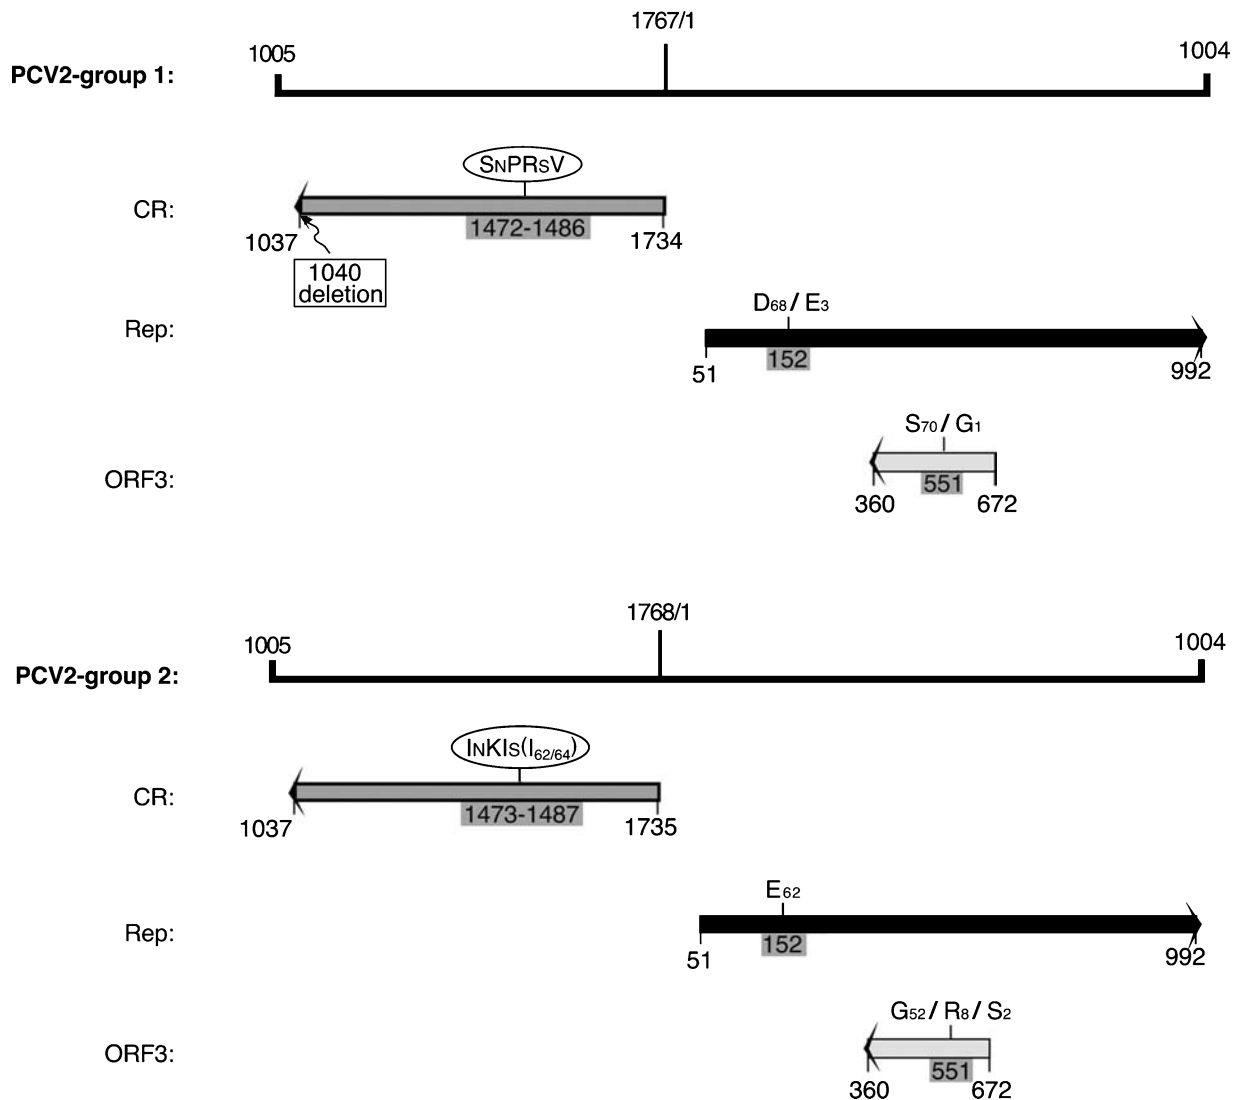 1767/1
1005
1004
PCV2-group 1:
SNPRSV
CR:
1472-1486
1037
1734
1040
deletion
D68 / E3
Rep:
152
51
992
S70 / G1
ORF3:
551
360
672
1768/1
1005
1004
PCV2-group 2:
INKIS(I62/64)
CR:
1473-1487
1037
1735
E62
Rep:
152
51
992
G52 / R8 / S2
ORF3:
551
360
672